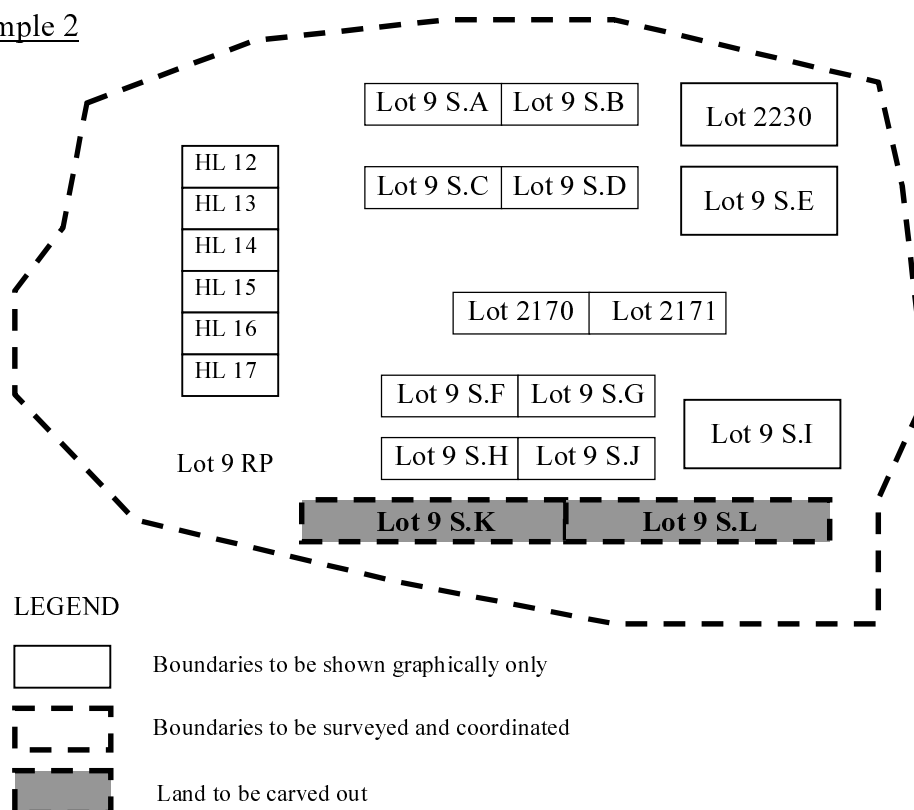 mple 2
Lot 9 S.A Lot 9 S.B
Lot 2230
HL 12
Lot 9 S.C Lot 9 S.D
Lot 9 S.E
HL 13
HL 14
HL 15
Lot 2170 Lot 2171
HL 16
HL 17
Lot 9 S.F Lot 9 S.G
Lot 9 S.I
Lot 9 RP
Lot 9 S.H Lot 9 S.J
Lot 9 S.K Lot 9 S.L
LEGEND
Boundaries to be shown graphically only
Boundaries to be surveyed and coordinated
Land to be carved out